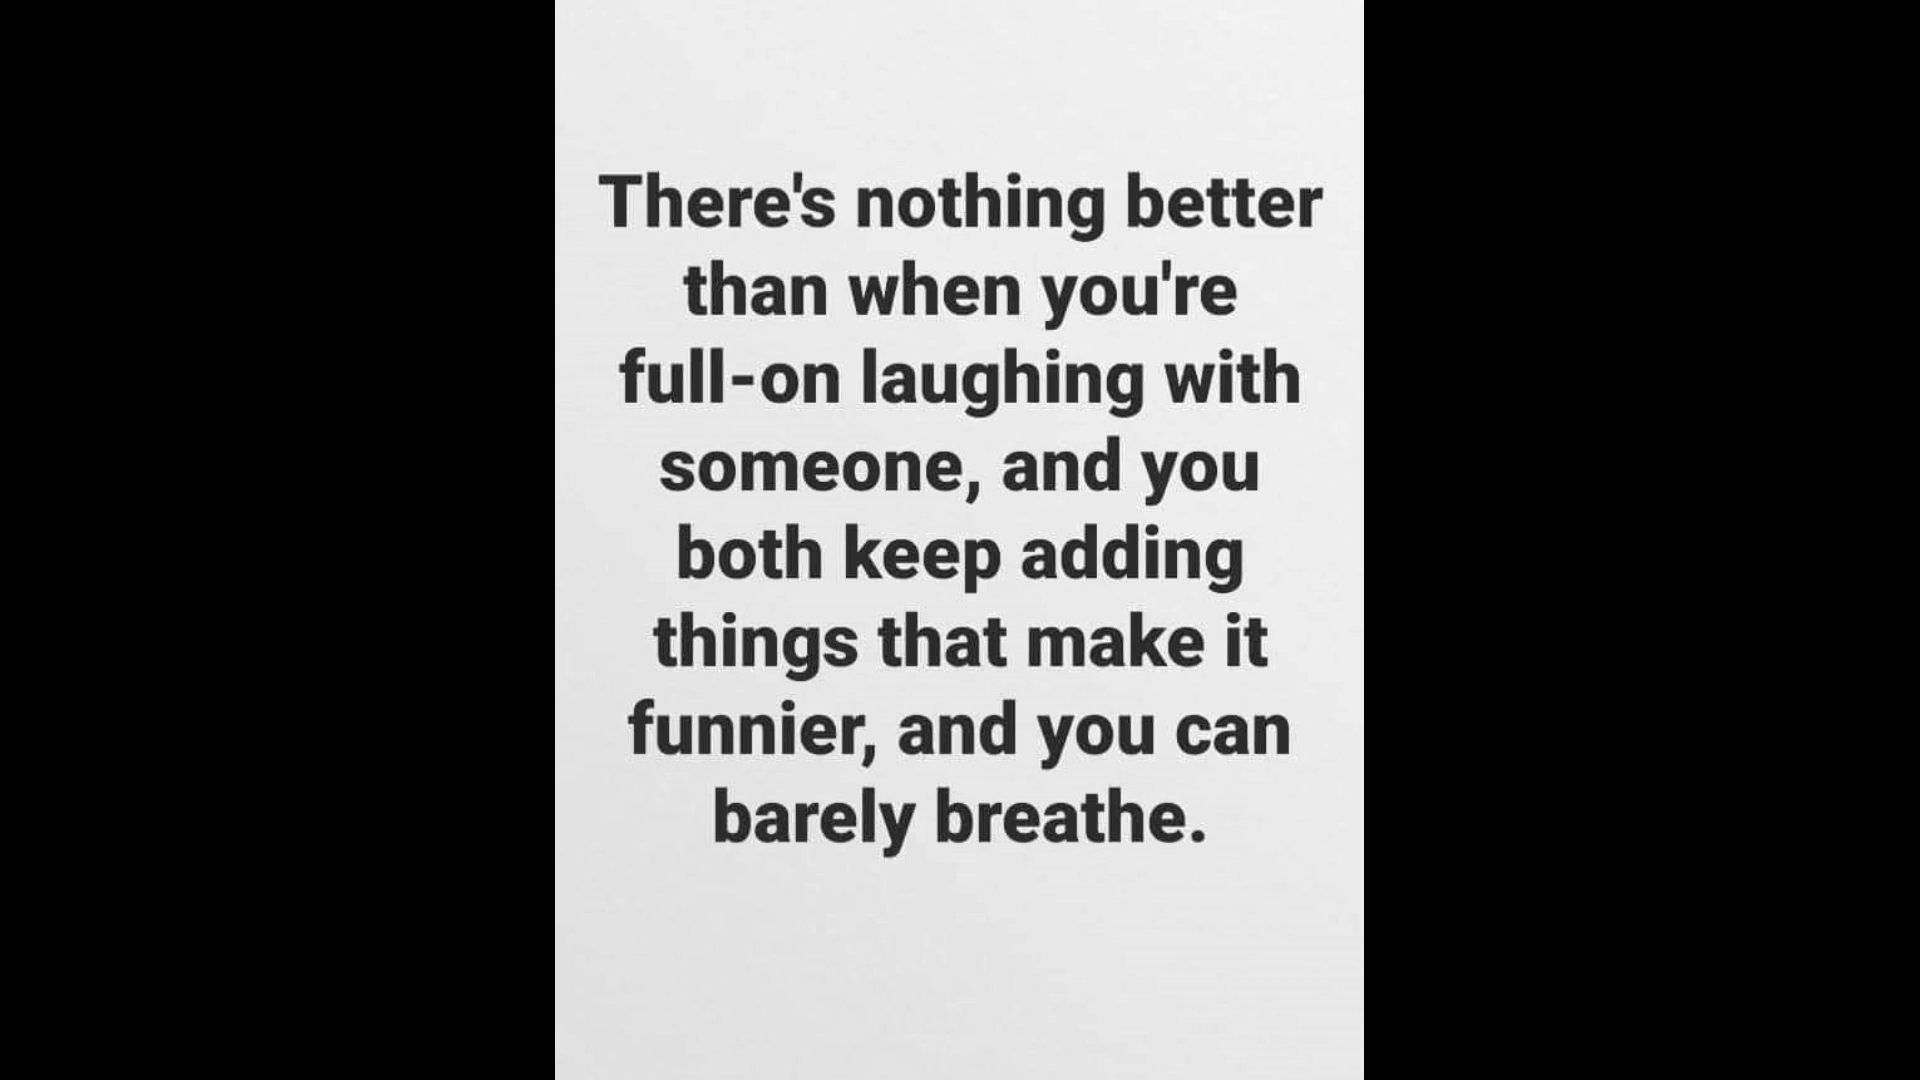 There's nothing better
than when you're
full-on laughing with
someone, and you
both keep adding
things that make it
funnier, and you can
barely breathe.